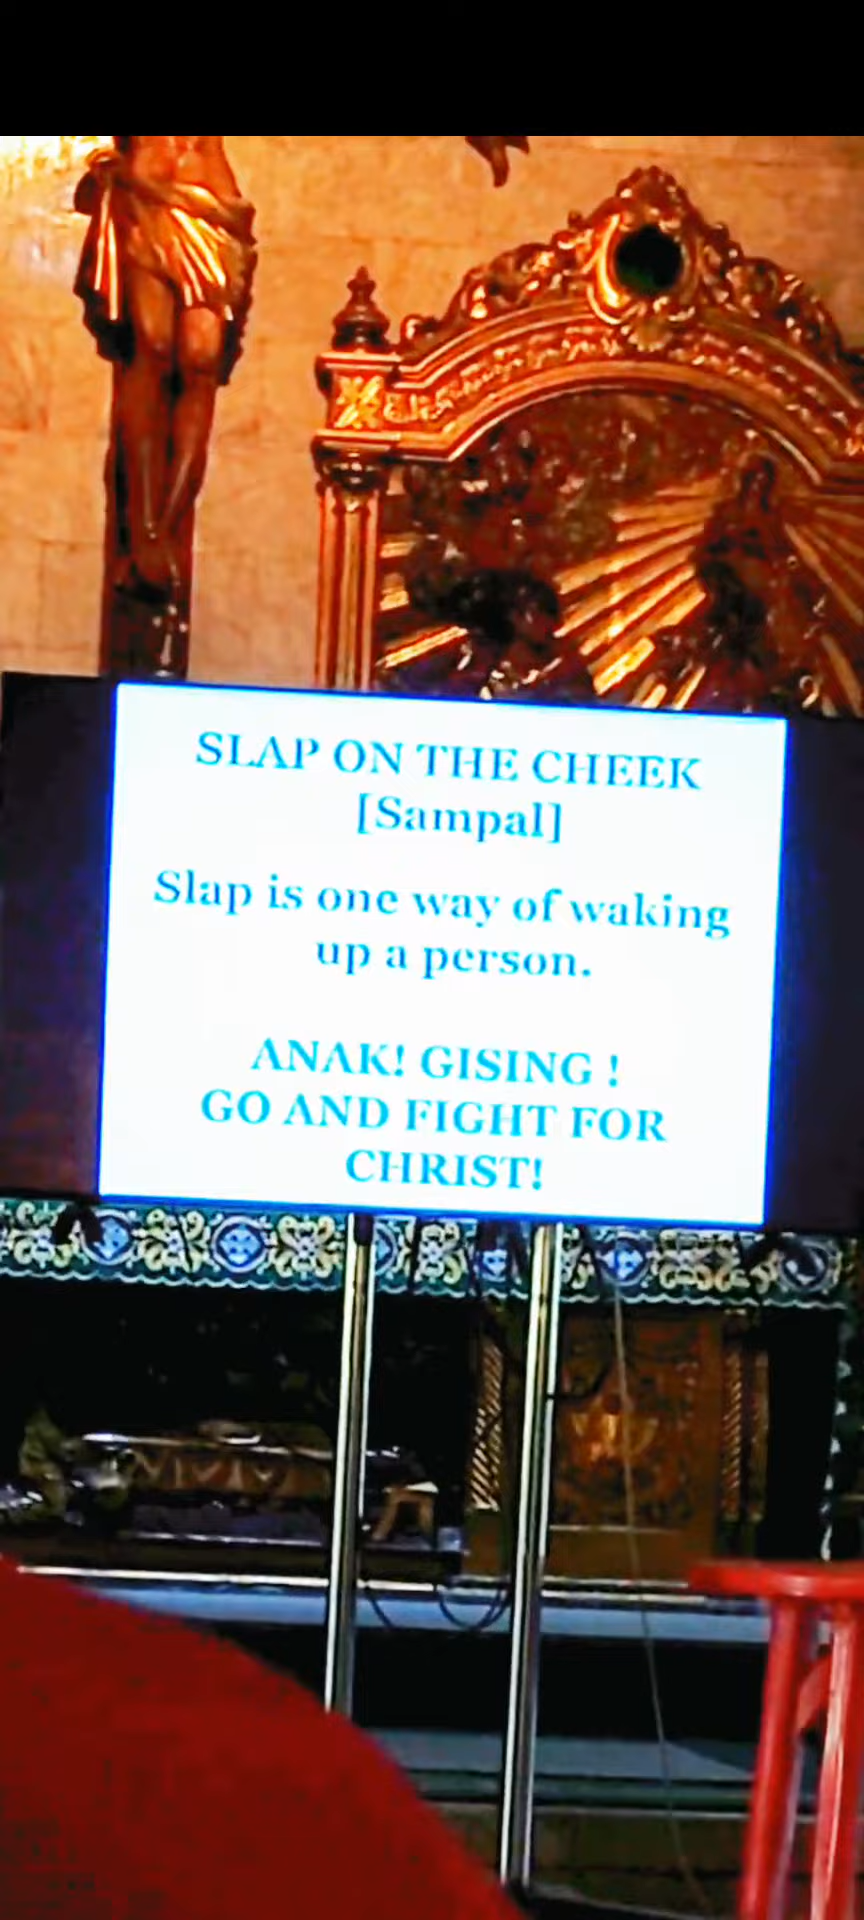 SLAP ON THE CHEEK
[Sampal]
Slap is one way of waking
up a person.
ANAK! GISING !
GO AND FIGHT FOR
CHRIST!